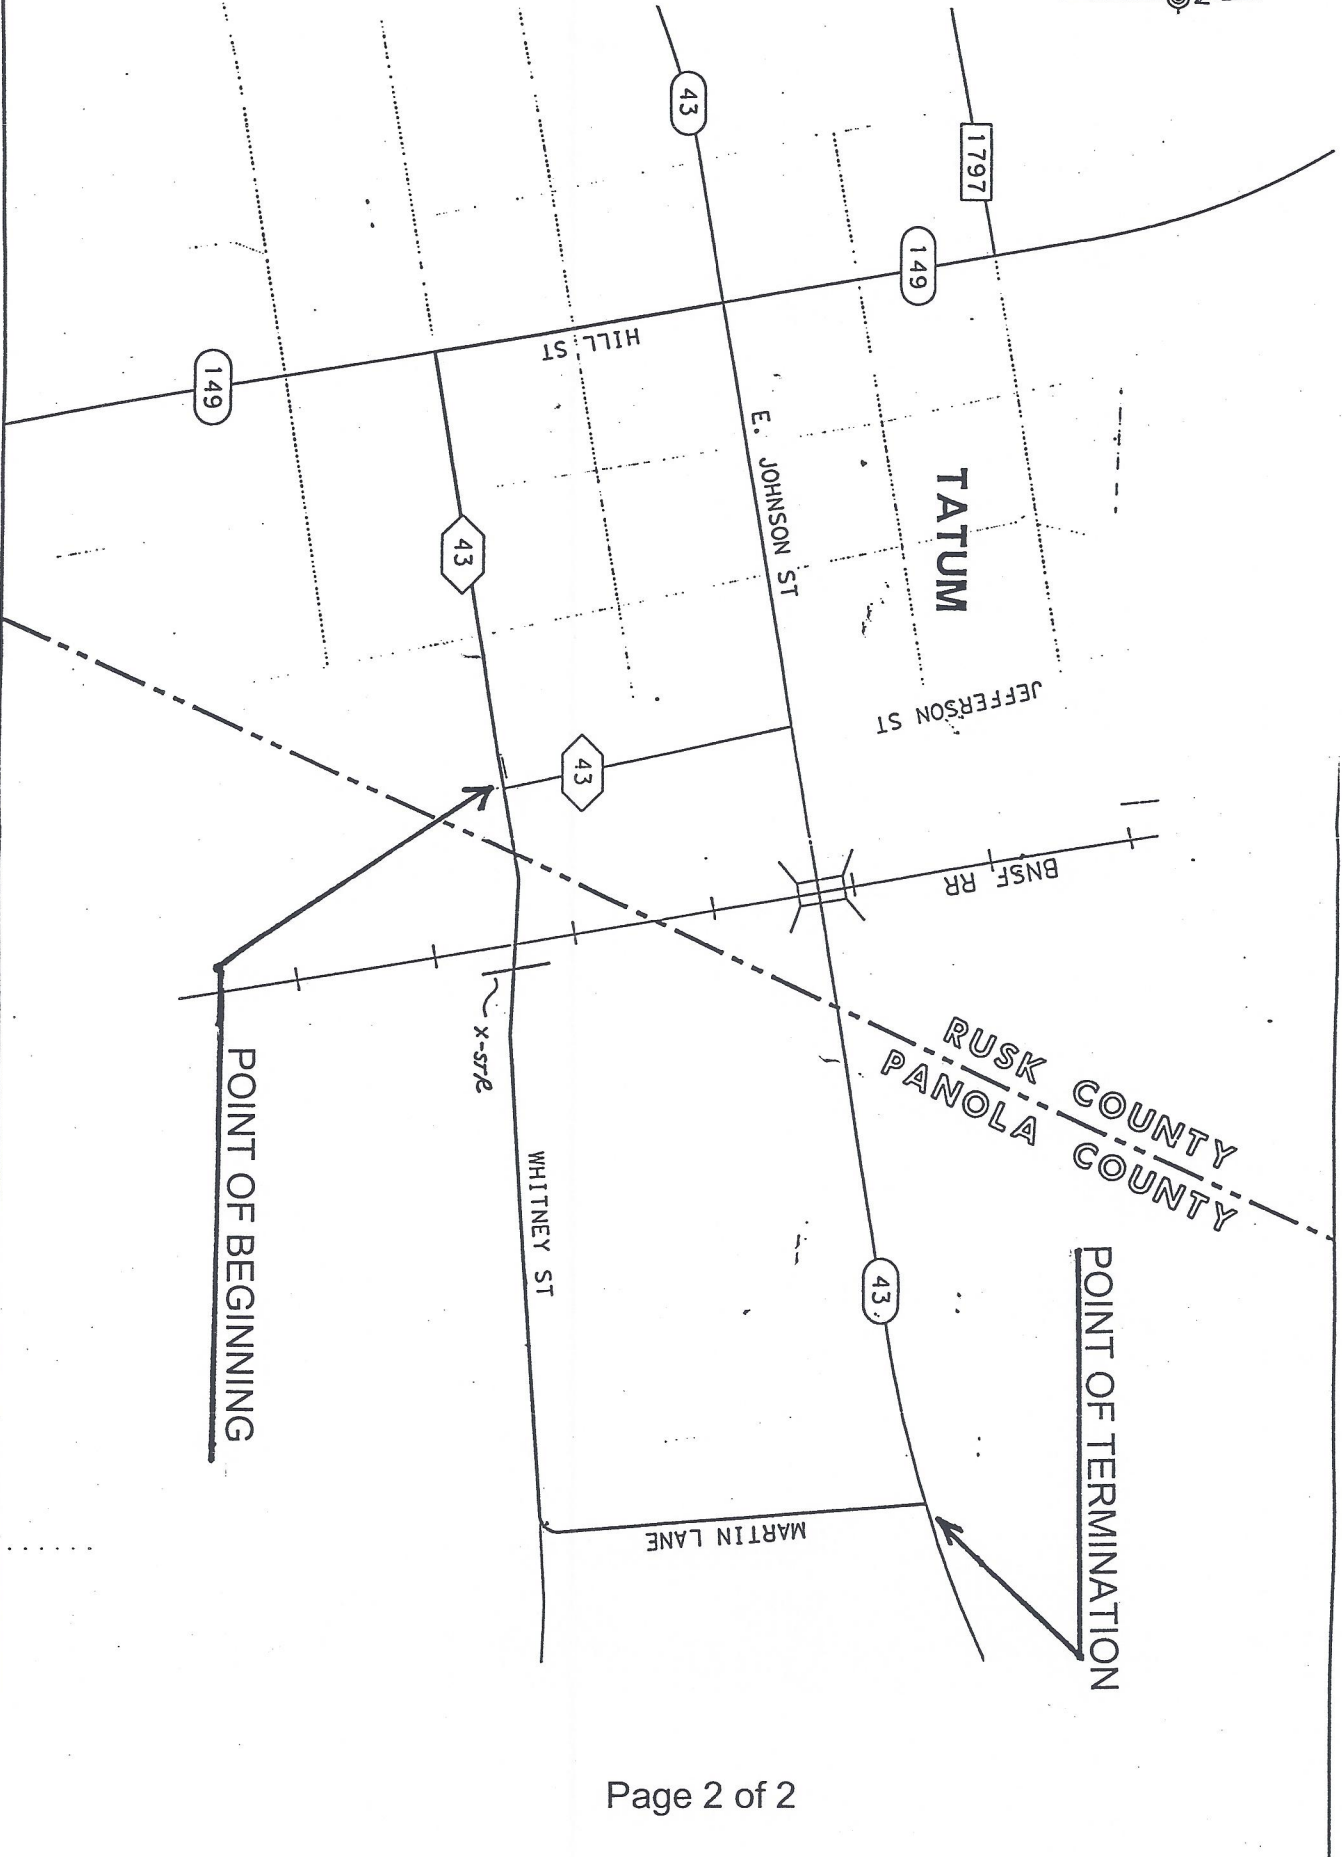 43
1797
149
HILL ST
149
E. JOHNSON ST
TATUM
43
JEFFERSON ST
43
BNSF RR
X-STR
RUSK COUNTY
PANOLA COUNTY
POINT OF BEGINNING
WHITNEY ST
43
POINT OF TERMINATION
MARTIN LANE
Page 2 of 2